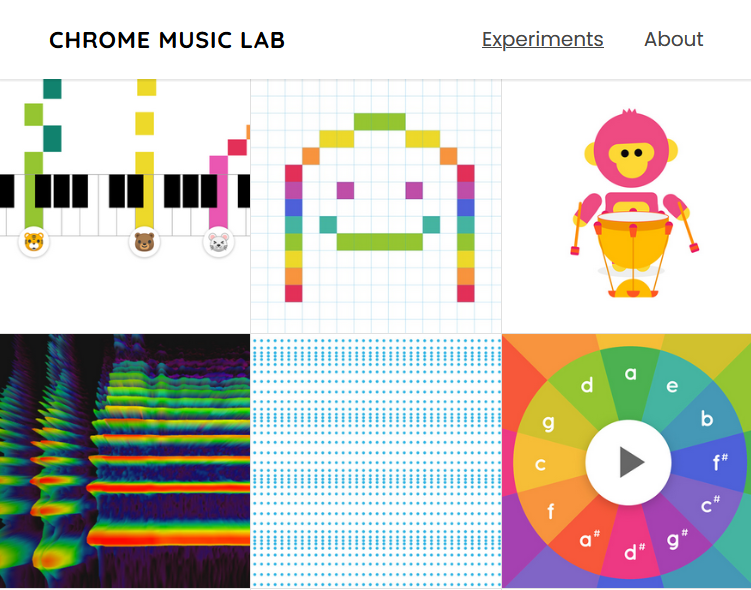 CHROME MUSIC LAB
Experiments About
a
d e
g b
c f#
f c#
a# g#
d#